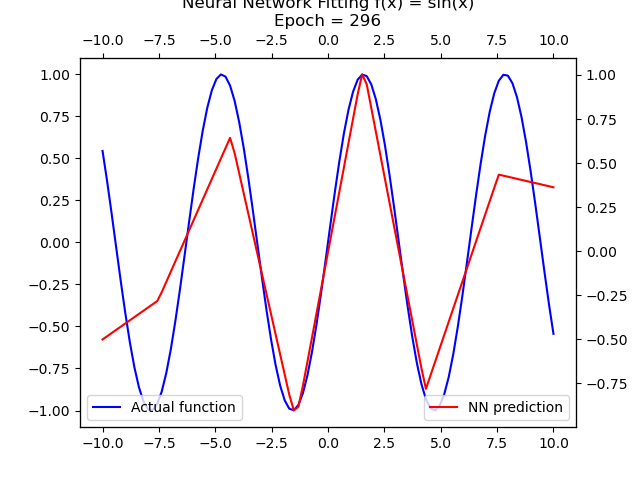 Neural Network Fitting f(x) = sin(x)
Epoch = 296
−10.0 −7.5 −5.0 −2.5 0.0 2.5 5.0 7.5 10.0
1.00 1.00
0.75 0.75
0.50 0.50
0.25 0.25
0.00 0.00
−0.25 −0.25
−0.50 −0.50
−0.75 −0.75
−1.00
Actual function NN prediction
−10.0 −7.5 −5.0 −2.5 0.0 2.5 5.0 7.5 10.0